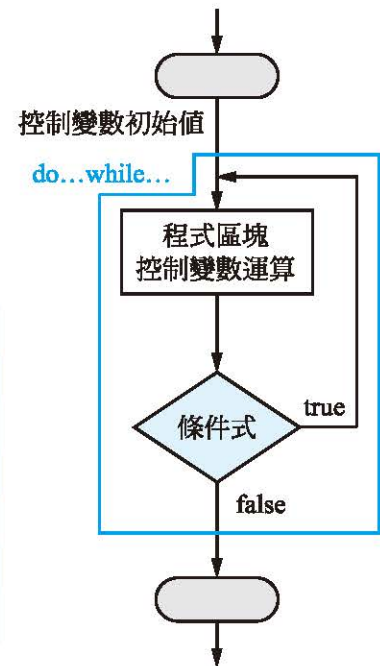 控制變數初始值
do…while…
程式區塊
控制變數運算
條件式
true
false